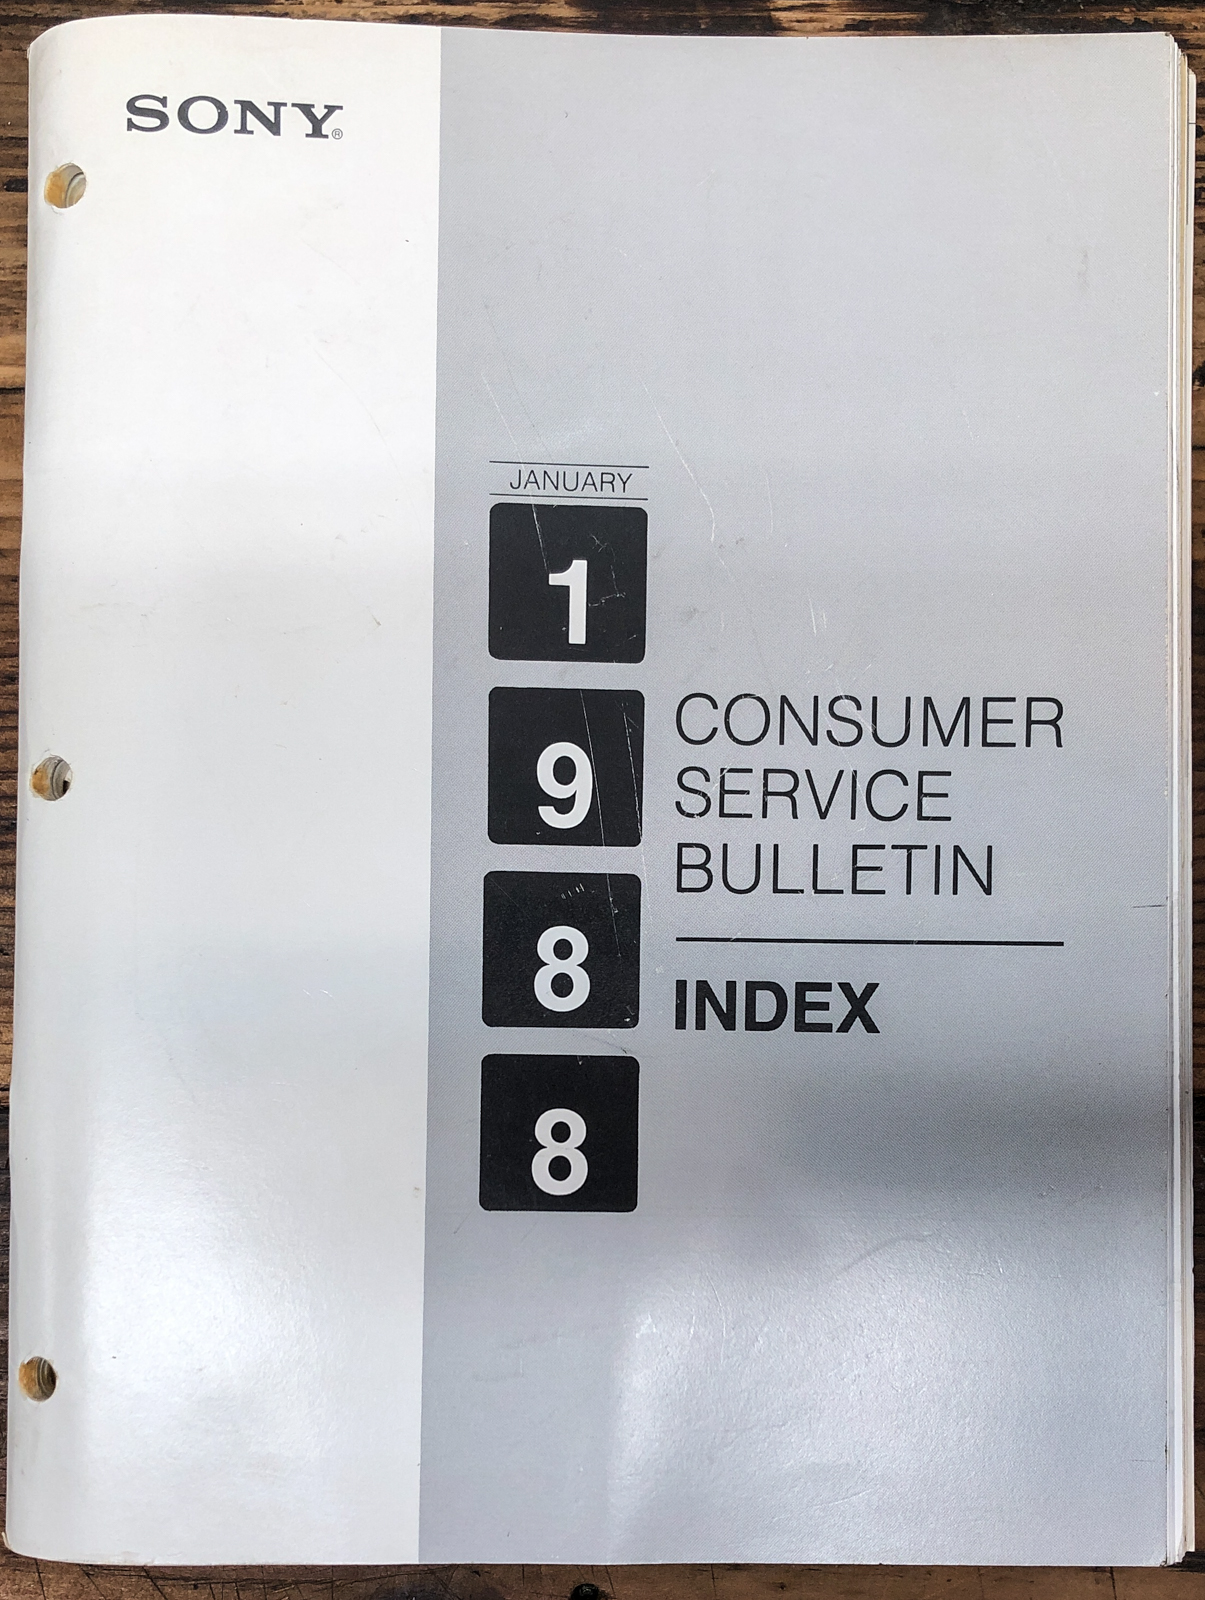 SONY®
JANUARY
1
9
8
8
CONSUMER
SERVICE
BULLETIN
INDEX